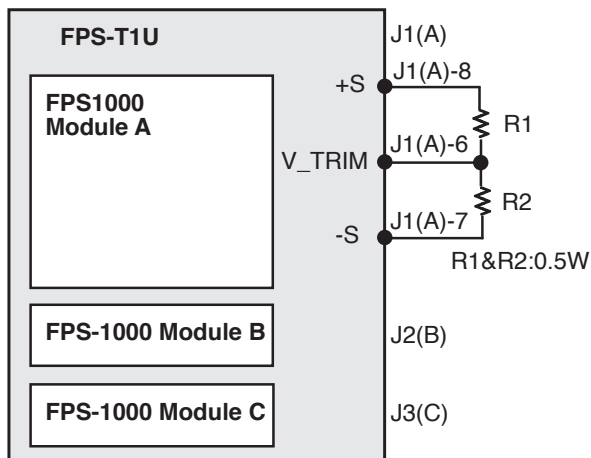 FPS-T1U
J1(A)
FPS1000
Module A
+S
J1(A)-8
R1
V_TRIM
J1(A)-6
R2
-S
J1(A)-7
R1&R2:0.5W
FPS-1000 Module B
J2(B)
FPS-1000 Module C
J3(C)